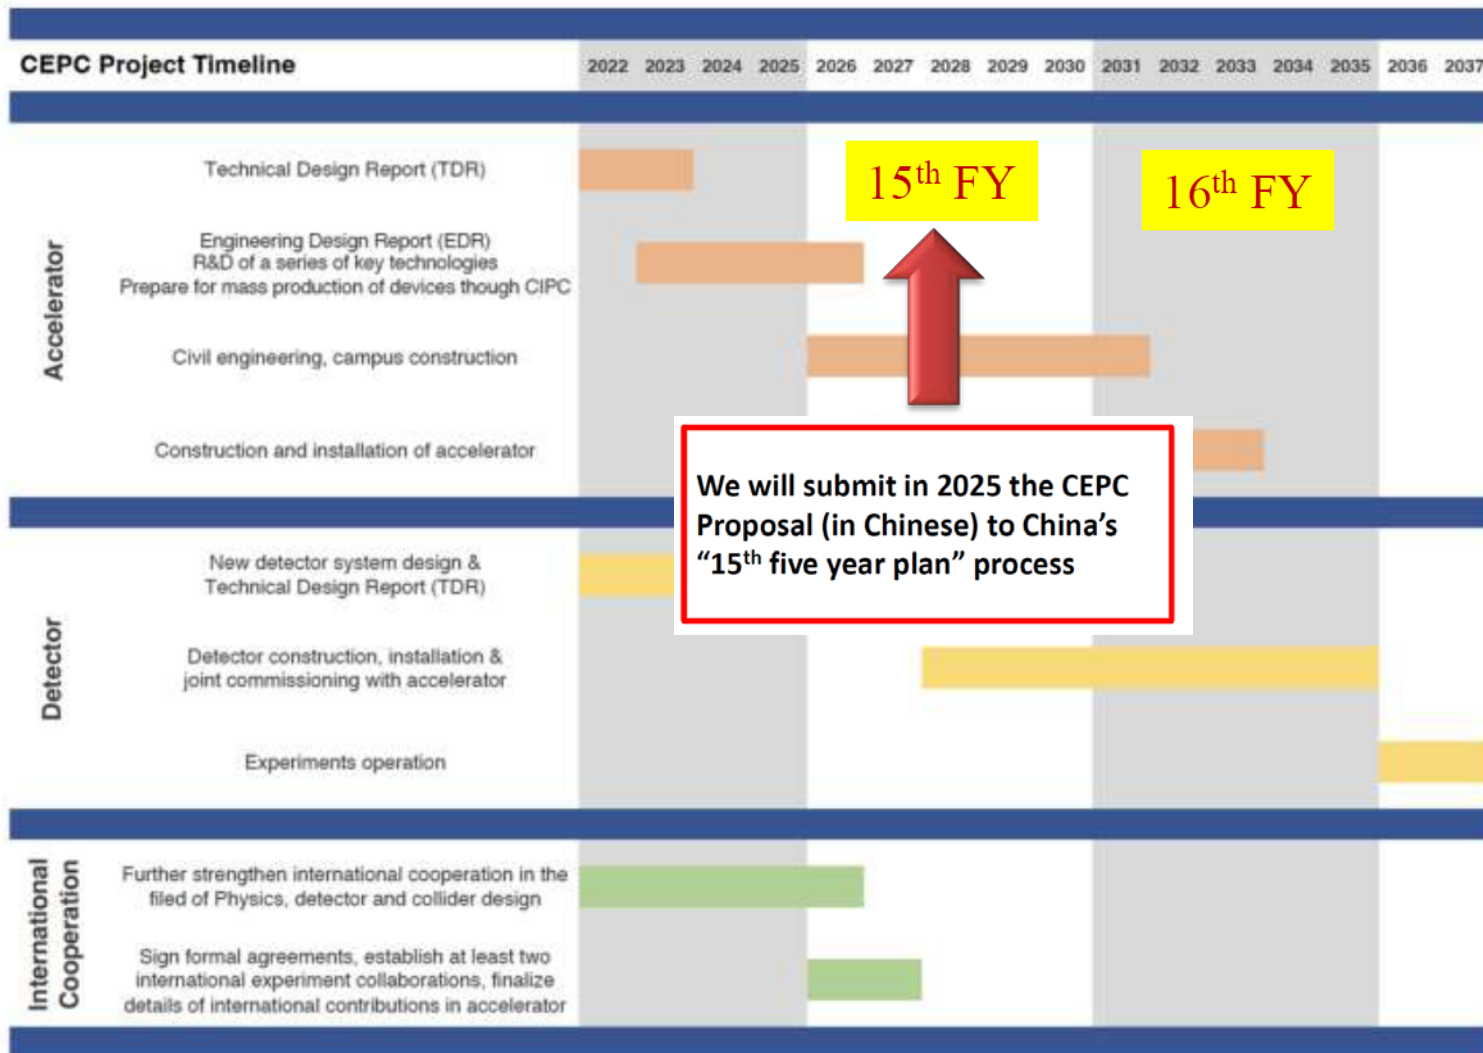 CEPC Project Timeline 2022 2023 2024 2025 2026 2027 2028 2029 2030 2031 2032 2033 2034 2035 2036 2037
Accelerator
Technical Design Report (TDR)
15th FY
16th FY
Engineering Design Report (EDR)
R&D of a series of key technologies
Prepare for mass production of devices though CIPC
Civil engineering, campus construction
Construction and installation of accelerator
We will submit in 2025 the CEPC
Proposal (in Chinese) to China's
"15th five year plan" process
Detector
New detector system design &
Technical Design Report (TDR)
Detector construction, installation &
joint commissioning with accelerator
Experiments operation
International
Cooperation
Further strengthen international cooperation in the
filed of Physics, detector and collider design
Sign formal agreements, establish at least two
international experiment collaborations, finalize
details of international contributions in accelerator